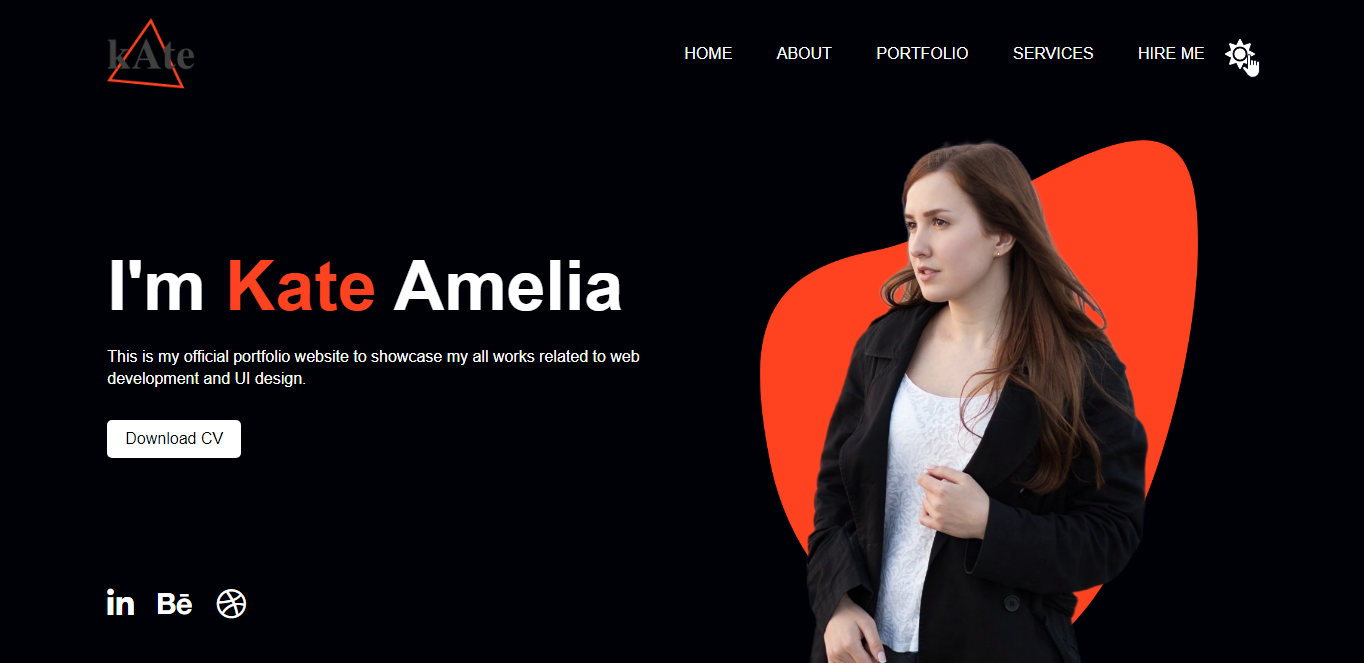 kAte
HOME ABOUT PORTFOLIO SERVICES HIRE ME
I'm Kate Amelia
This is my official portfolio website to showcase my all works related to web
development and UI design.
Download CV
in Bē